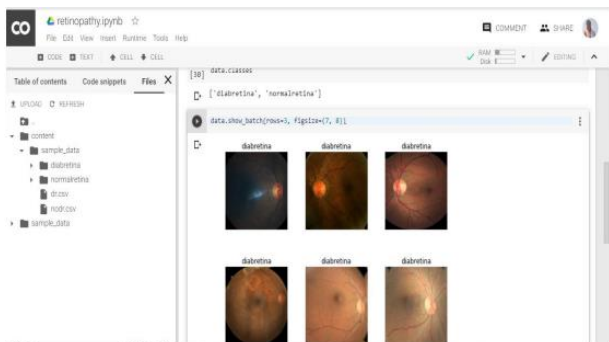 CO
retinopathy.ipynb
COMMENT SHARE
File Edit View Insert Runtime Tools Help
CODE TEXT CELL CELL
RAM
Disk
EDITING
Table of contents Code snippets Files X
UPLOAD REFRESH
..
content
sample_data
diabretina
normalretina
dr.csv
nodr.csv
sample_data
[38] data.classes
['diabretina', 'normalretina']
data.show_batch(rows=3, figsize=(7, 8))
diabretina diabretina diabretina
diabretina diabretina diabretina